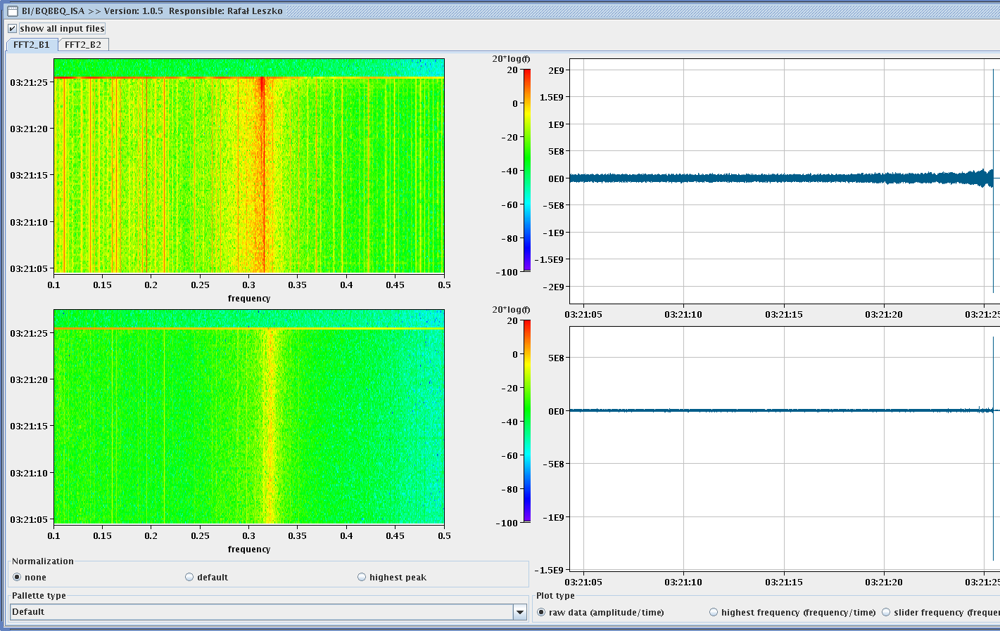 BI/BQBBQ_ISA >> Version: 1.0.5  Responsible: Rafał Leszko
show all input files
FFT2_B1 FFT2_B2
20*log(f)
03:21:25
03:21:20
03:21:15
03:21:10
03:21:05
0.1 0.15 0.2 0.25 0.3 0.35 0.4 0.45 0.5
frequency
20
0
-20
-40
-60
-80
-100
2E9
1.5E9
1E9
5E8
0E0
-5E8
-1E9
-1.5E9
-2E9
03:21:05 03:21:10 03:21:15 03:21:20 03:21:25
20*log(f)
03:21:25
03:21:20
03:21:15
03:21:10
03:21:05
0.1 0.15 0.2 0.25 0.3 0.35 0.4 0.45 0.5
frequency
20
0
-20
-40
-60
-80
-100
5E8
0E0
-5E8
-1E9
-1.5E9
03:21:05 03:21:10 03:21:15 03:21:20 03:21:25
Normalization
none default highest peak
Pallette type
Default
Plot type
raw data (amplitude/time) highest frequency (frequency/time) slider frequency (freque